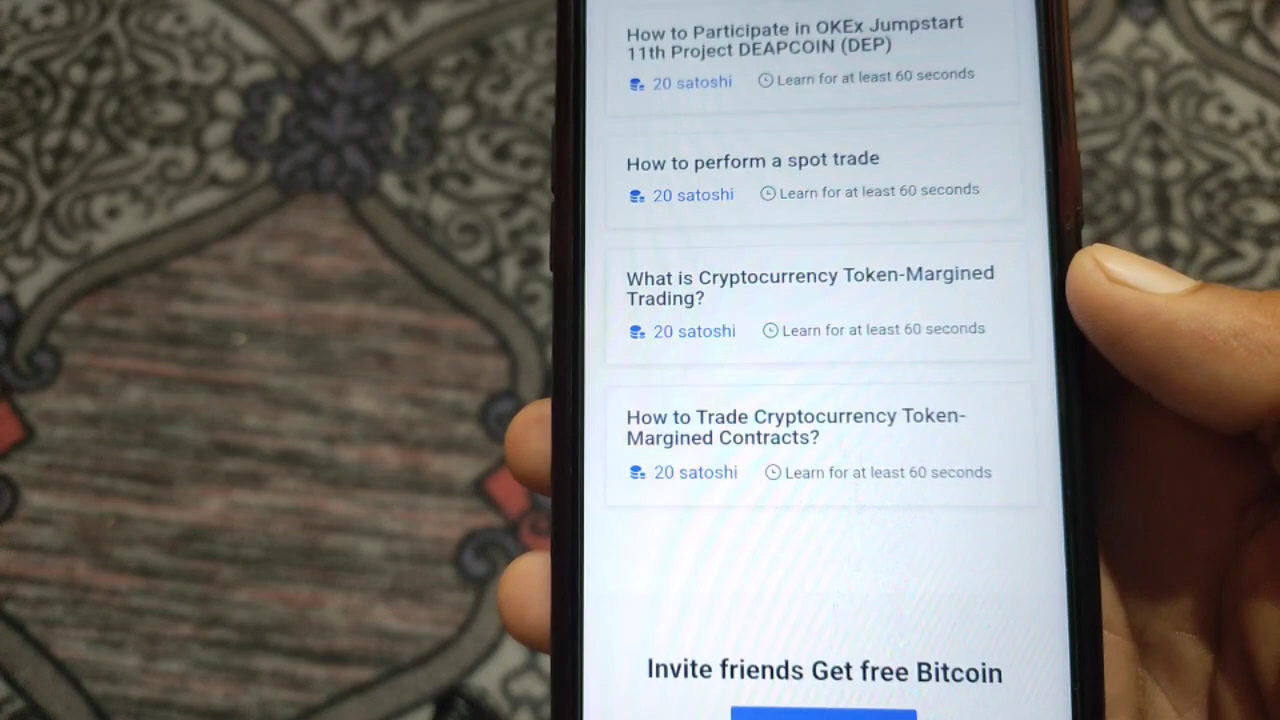 How to Participate in OKEx Jumpstart
11th Project DEAPCOIN (DEP)
20 satoshi Learn for at least 60 seconds
How to perform a spot trade
20 satoshi Learn for at least 60 seconds
What is Cryptocurrency Token-Margined
Trading?
20 satoshi Learn for at least 60 seconds
How to Trade Cryptocurrency Token-
Margined Contracts?
20 satoshi Learn for at least 60 seconds
Invite friends Get free Bitcoin